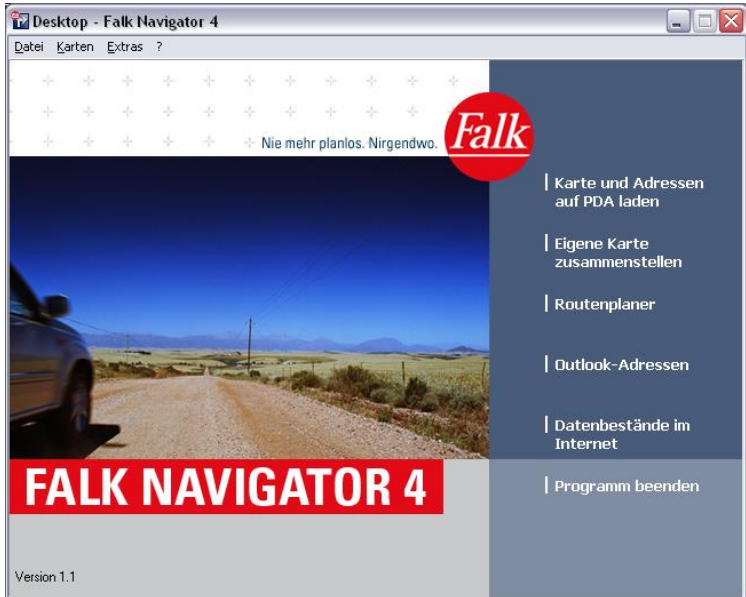 Desktop - Falk Navigator 4
Datei Karten Extras ?
Nie mehr planlos. Nirgendwo.
Falk
Karte und Adressen
auf PDA laden
Eigene Karte
zusammenstellen
Routenplaner
Outlook-Adressen
Datenbestände im
Internet
Programm beenden
FALK NAVIGATOR 4
Version 1.1